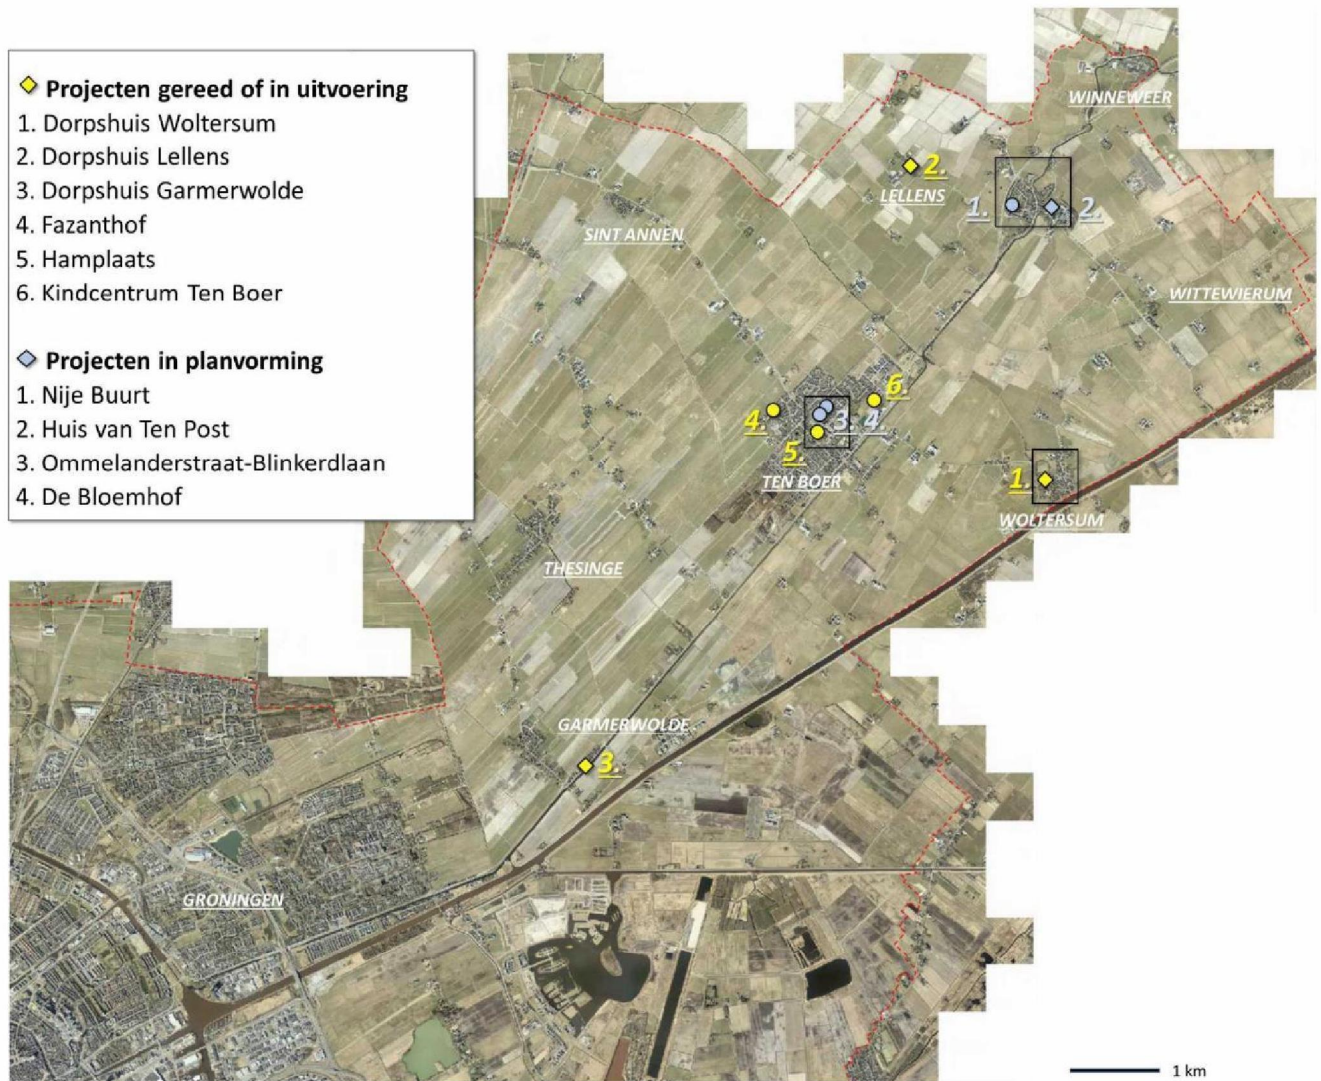 Projecten gereed of in uitvoering
1. Dorpshuis Woltersum
2. Dorpshuis Lellens
3. Dorpshuis Garmerwolde
4. Fazanthof
5. Hamplaats
6. Kindcentrum Ten Boer
Projecten in planvorming
1. Nije Buurt
2. Huis van Ten Post
3. Ommelanderstraat-Blinkerdlaan
4. De Bloemhof
WINNEWEER
2.
LELLENS
1.
2.
SINT ANNEN
WITTEWIERUM
6.
4.
3.
4.
5.
TEN BOER
1.
WOLTERSUM
THESINGE
GARMERWOLDE
3.
GRONINGEN
1 km